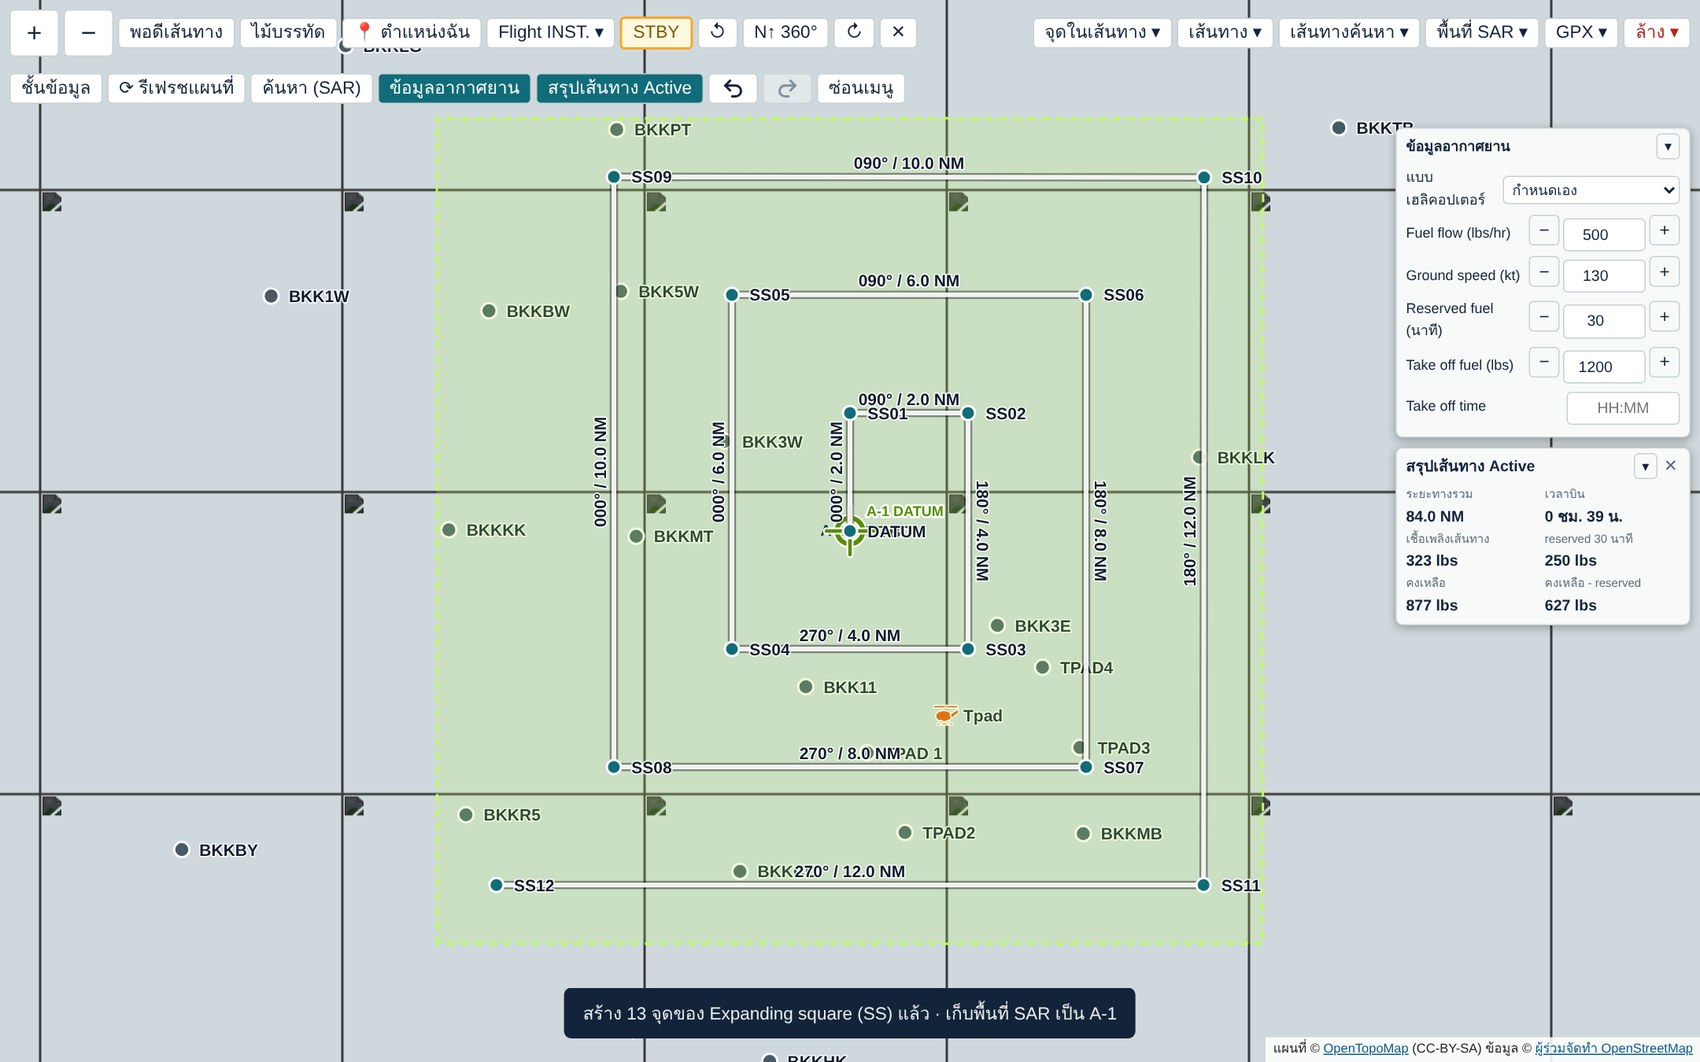 +
−
พอดีเส้นทาง
ไม้บรรทัด
📍 ตำแหน่งฉัน
Flight INST. ▾
STBY
N↑ 360°
✕
จุดในเส้นทาง ▾
เส้นทาง ▾
เส้นทางค้นหา ▾
พื้นที่ SAR ▾
GPX ▾
ล้าง ▾
ชั้นข้อมูล
⟳ รีเฟรชแผนที่
ค้นหา (SAR)
ข้อมูลอากาศยาน
สรุปเส้นทาง Active
ซ่อนเมนู
BKKPT
SS09
090° / 10.0 NM
SS10
BKK1W
BKKBW
BKK5W
SS05
090° / 6.0 NM
SS06
090° / 2.0 NM
SS01
SS02
BKK3W
BKKLK
000° / 10.0 NM
000° / 6.0 NM
000° / 2.0 NM
180° / 4.0 NM
180° / 8.0 NM
180° / 12.0 NM
A-1 DATUM
DATUM
BKKKK
BKKMT
BKK3E
270° / 4.0 NM
SS04
SS03
TPAD4
BKK11
Tpad
270° / 8.0 NM
TPAD3
SS08
SS07
BKKR5
TPAD2
BKKMB
BKKBY
270° / 12.0 NM
SS12
SS11
ข้อมูลอากาศยาน
▾
แบบ
เฮลิคอปเตอร์
กำหนดเอง
Fuel flow (lbs/hr)
−
500
+
Ground speed (kt)
−
130
+
Reserved fuel
(นาที)
−
30
+
Take off fuel (lbs)
−
1200
+
Take off time
HH:MM
สรุปเส้นทาง Active
▾
✕
ระยะทางรวม
เวลาบิน
84.0 NM
0 ชม. 39 น.
เชื้อเพลิงเส้นทาง
reserved 30 นาที
323 lbs
250 lbs
คงเหลือ
คงเหลือ - reserved
877 lbs
627 lbs
สร้าง 13 จุดของ Expanding square (SS) แล้ว · เก็บพื้นที่ SAR เป็น A-1
แผนที่ © OpenTopoMap (CC-BY-SA) ข้อมูล © ผู้ร่วมจัดทำ OpenStreetMap